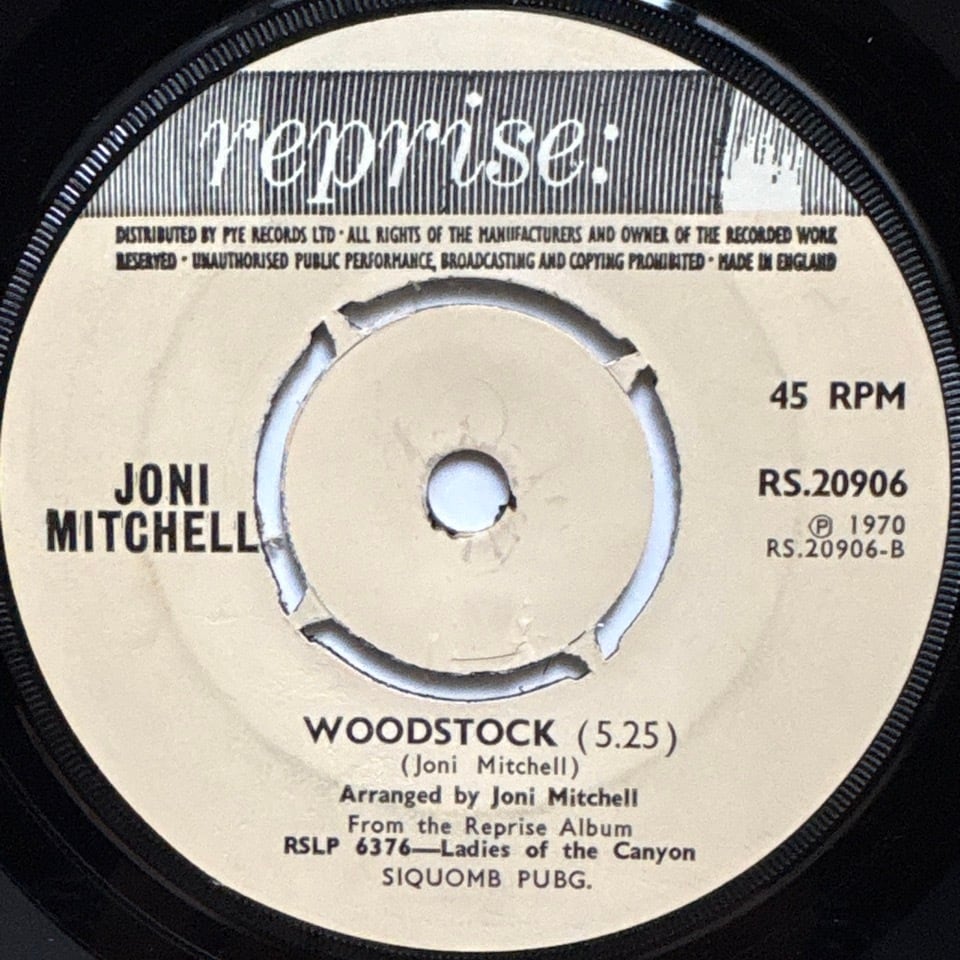 reprise:
DISTRIBUTED BY PYE RECORDS LTD · ALL RIGHTS OF THE MANUFACTURERS AND OWNER OF THE RECORDED WORK
RESERVED · UNAUTHORISED PUBLIC PERFORMANCE, BROADCASTING AND COPYING PROHIBITED · MADE IN ENGLAND
45 RPM
JONI
MITCHELL
RS.20906
℗ 1970
RS.20906-B
WOODSTOCK (5.25)
(Joni Mitchell)
Arranged by Joni Mitchell
From the Reprise Album
RSLP 6376—Ladies of the Canyon
SIQUOMB PUBG.